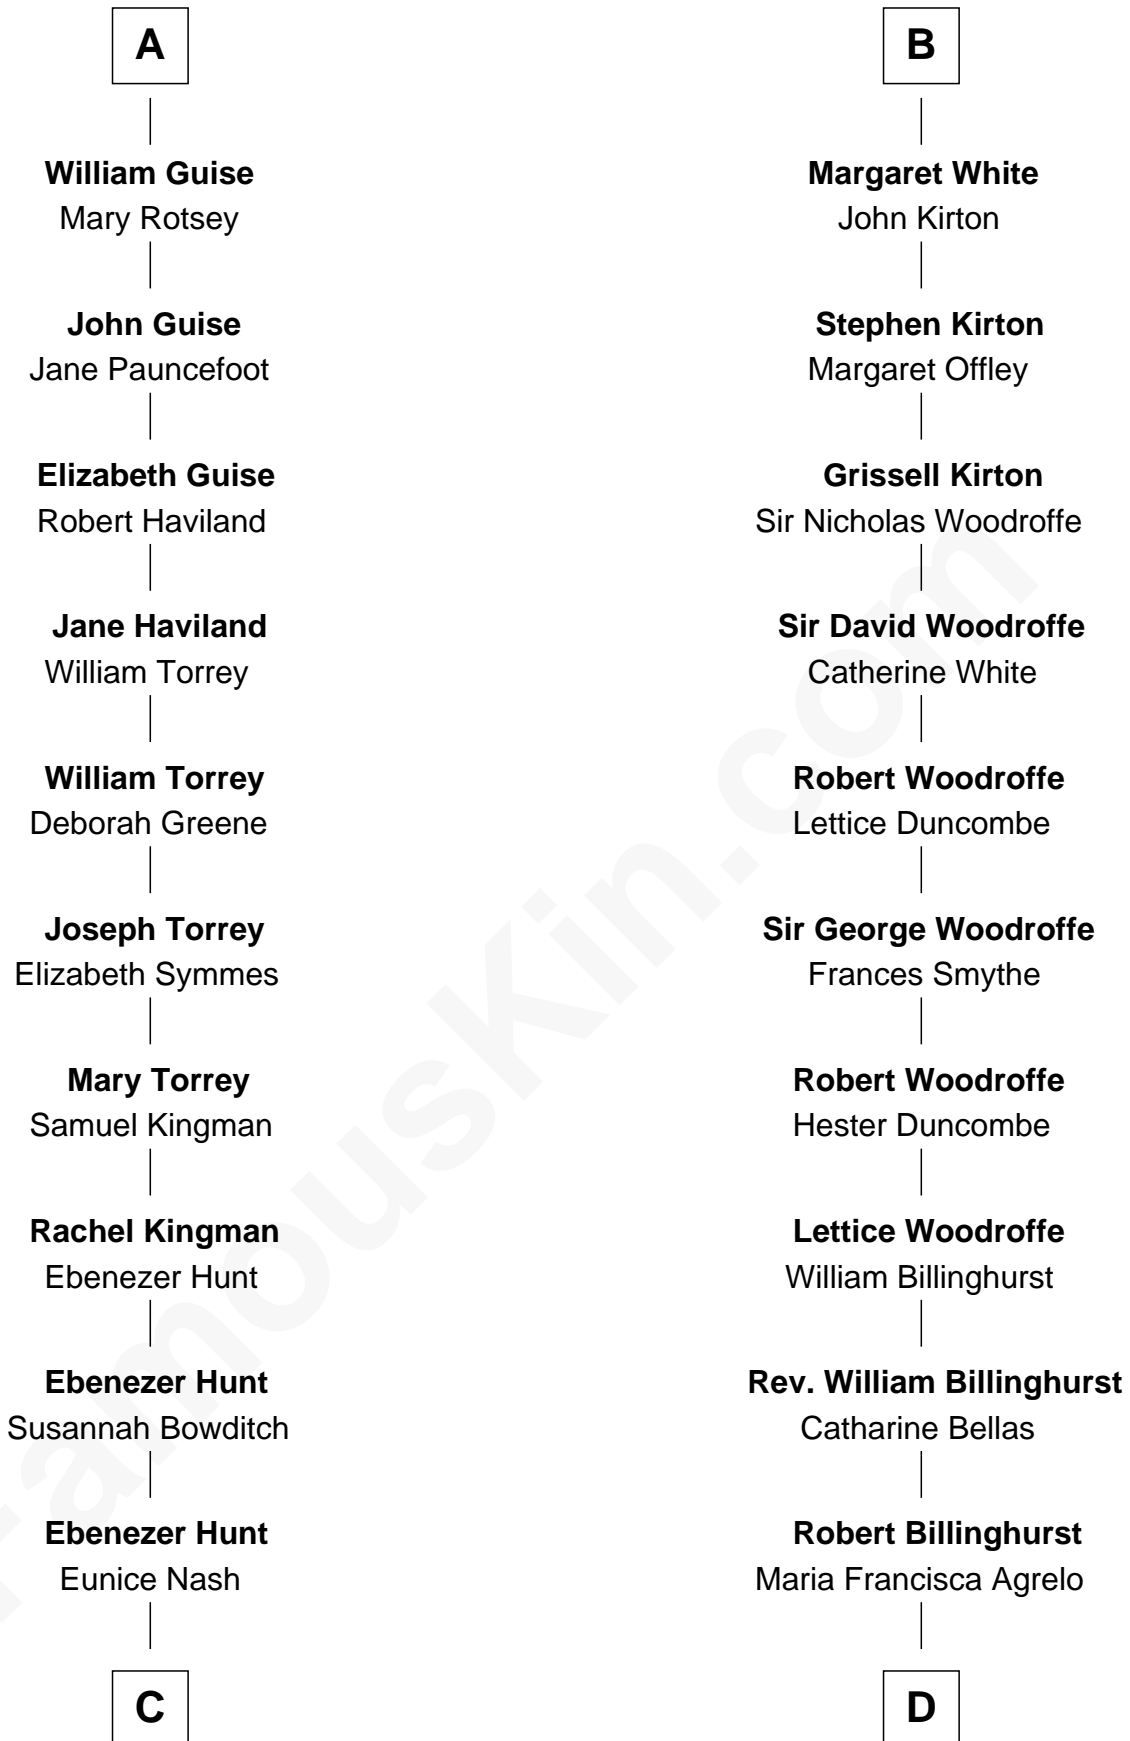 A
William Guise
Mary Rotsey
John Guise
Jane Pauncefoot
Elizabeth Guise
Robert Haviland
Jane Haviland
William Torrey
William Torrey
Deborah Greene
Joseph Torrey
Elizabeth Symmes
Mary Torrey
Samuel Kingman
Rachel Kingman
Ebenezer Hunt
Ebenezer Hunt
Susannah Bowditch
Ebenezer Hunt
Eunice Nash
C
B
Margaret White
John Kirton
Stephen Kirton
Margaret Offley
Grissell Kirton
Sir Nicholas Woodroffe
Sir David Woodroffe
Catherine White
Robert Woodroffe
Lettice Duncombe
Sir George Woodroffe
Frances Smythe
Robert Woodroffe
Hester Duncombe
Lettice Woodroffe
William Billinghurst
Rev. William Billinghurst
Catharine Bellas
Robert Billinghurst
Maria Francisca Agrelo
D
FamousKin.com